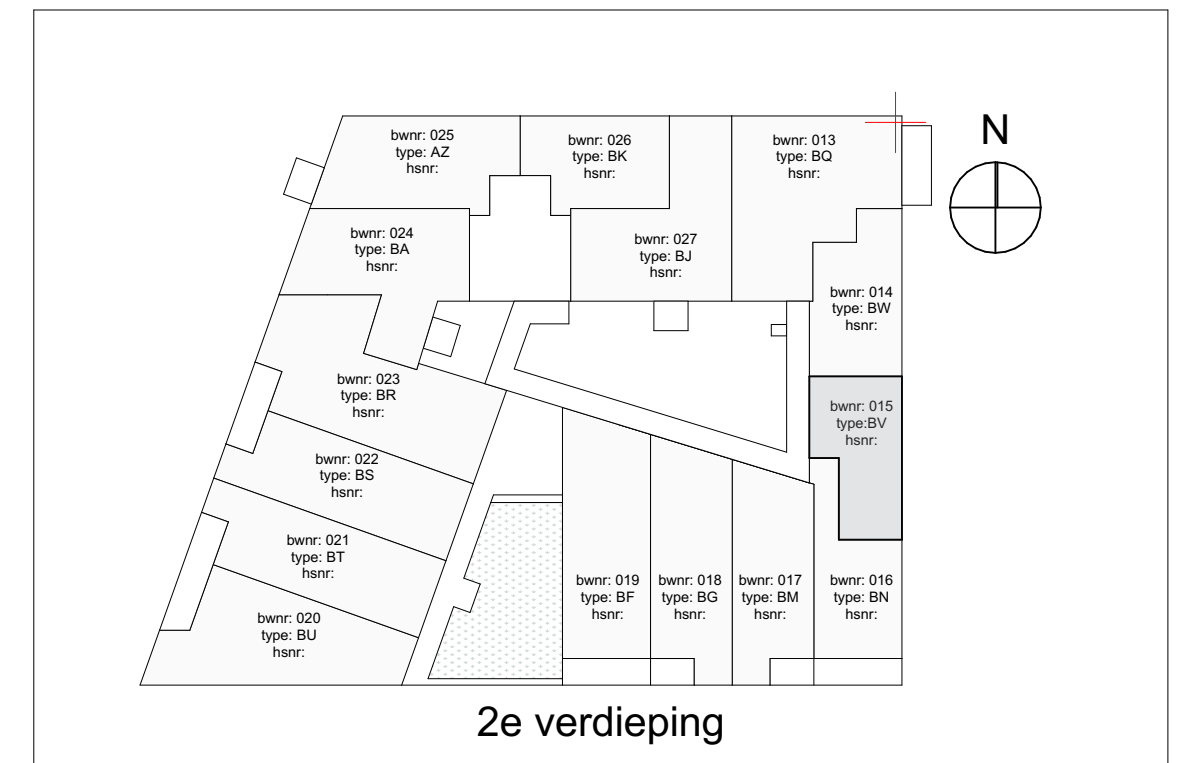 bwnr: 025
type: AZ
hsnr:
bwnr: 026
type: BK
hsnr:
bwnr: 013
type: BQ
hsnr:
N
bwnr: 024
type: BA
hsnr:
bwnr: 027
type: BJ
hsnr:
bwnr: 014
type: BW
hsnr:
bwnr: 023
type: BR
hsnr:
bwnr: 015
type:BV
hsnr:
bwnr: 022
type: BS
hsnr:
bwnr: 021
type: BT
hsnr:
bwnr: 020
type: BU
hsnr:
bwnr: 019
type: BF
hsnr:
bwnr: 018
type: BG
hsnr:
bwnr: 017
type: BM
hsnr:
bwnr: 016
type: BN
hsnr:
2e verdieping